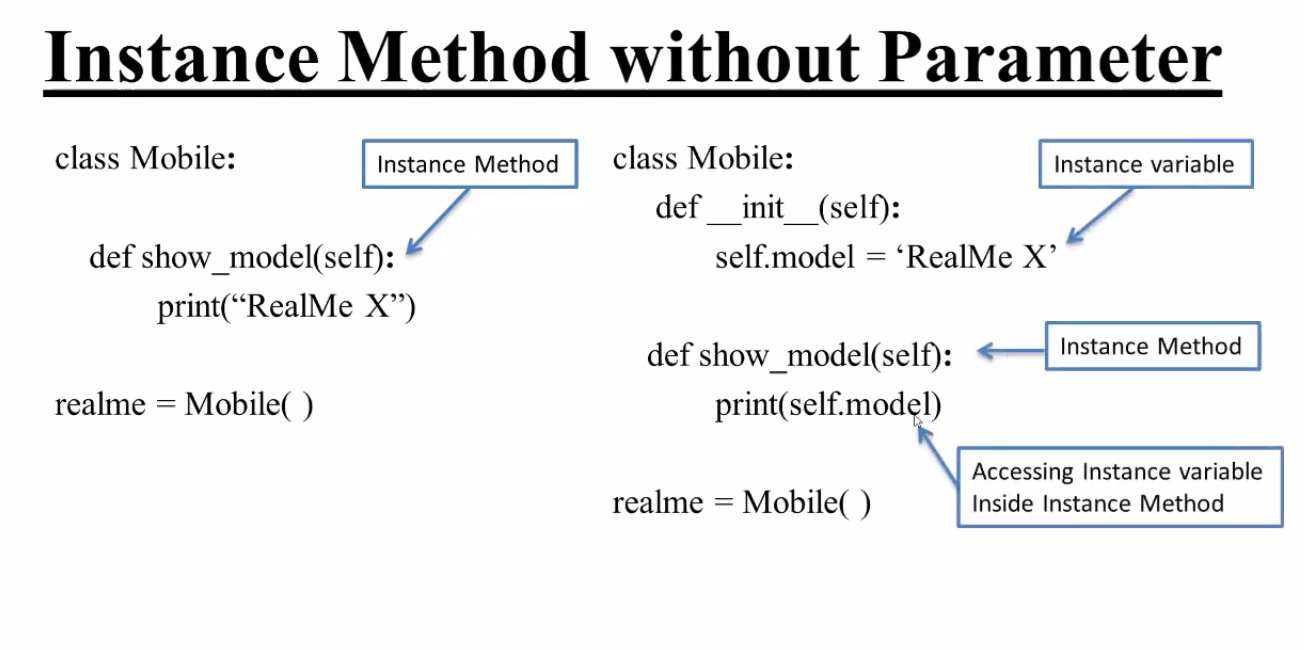 Instance Method without Parameter
class Mobile:
Instance Method
def show_model(self):
print(“RealMe X”)
realme = Mobile( )
class Mobile:
Instance variable
def __init__(self):
self.model = ‘RealMe X’
def show_model(self):
Instance Method
print(self.model)
Accessing Instance variable
Inside Instance Method
realme = Mobile( )